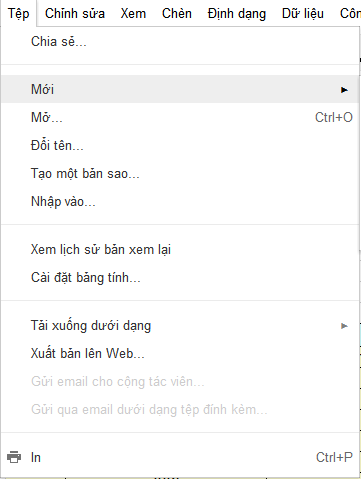 Tệp Chỉnh sửa Xem Chèn Định dạng Dữ liệu Côn
Chia sẻ...
Mới
Mở... Ctrl+O
Đổi tên...
Tạo một bản sao...
Nhập vào...
Xem lịch sử bản xem lại
Cài đặt bảng tính...
Tải xuống dưới dạng
Xuất bản lên Web...
Gửi email cho cộng tác viên...
Gửi qua email dưới dạng tệp đính kèm...
In Ctrl+P